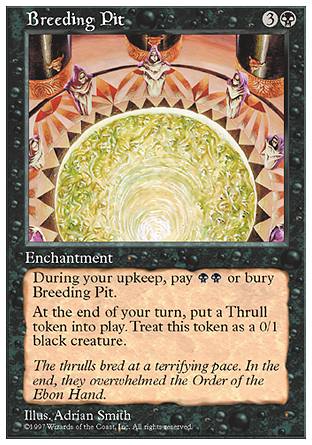 Breeding Pit 3
Enchantment
During your upkeep, pay or bury
Breeding Pit.
At the end of your turn, put a Thrull
token into play. Treat this token as a 0/1
black creature.
The thrulls bred at a terrifying pace. In the
end, they overwhelmed the Order of the
Ebon Hand.
Illus. Adrian Smith
©1997 Wizards of the Coast, Inc. All rights reserved.